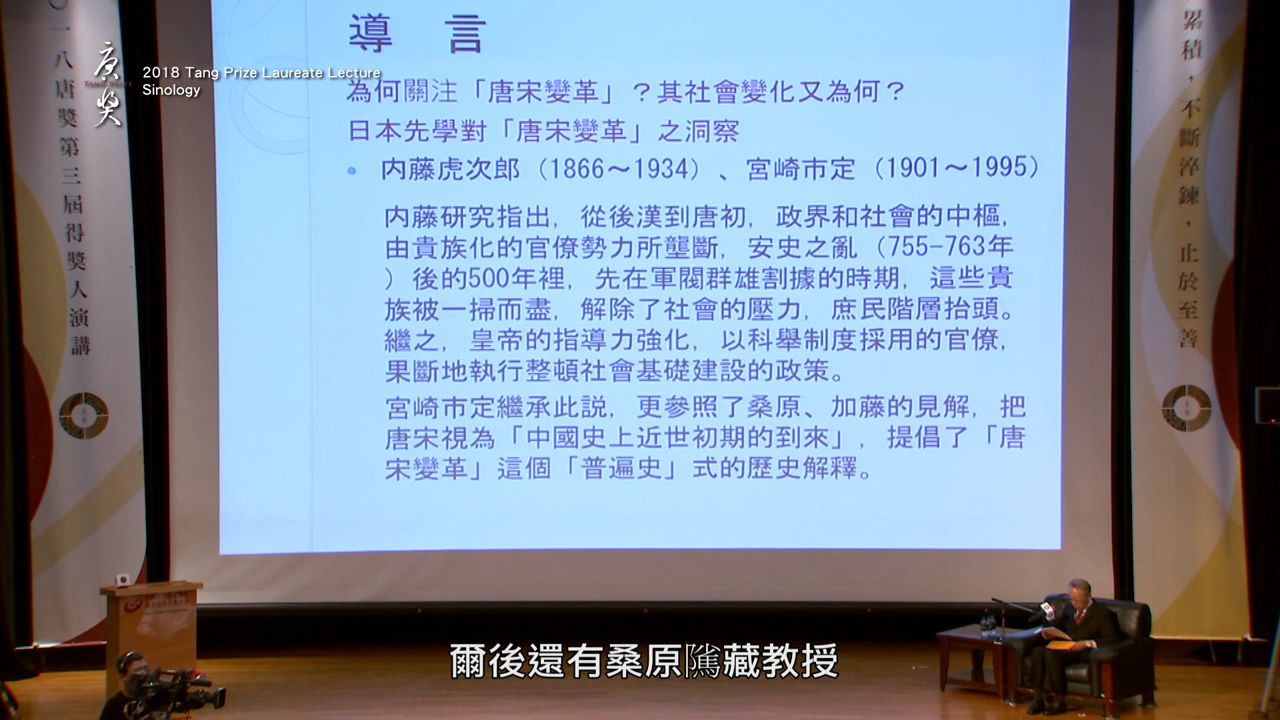 導 言
為何關注「唐宋變革」？其社會變化又為何？
日本先學對「唐宋變革」之洞察
• 内藤虎次郎（1866～1934）、宮崎市定（1901～1995）
内藤研究指出，從後漢到唐初，政界和社會的中樞，
由貴族化的官僚勢力所壟斷，安史之亂（755-763年
）後的500年裡，先在軍閥群雄割據的時期，這些貴
族被一掃而盡，解除了社會的壓力，庶民階層抬頭。
繼之，皇帝的指導力強化，以科舉制度採用的官僚，
果斷地執行整頓社會基礎建設的政策。
宮崎市定繼承此説，更參照了桑原、加藤的見解，把
唐宋視為「中國史上近世初期的到來」，提倡了「唐
宋變革」這個「普遍史」式的歷史解釋。
唐獎
2018 Tang Prize Laureate Lecture
Sinology
〇一八唐獎第三屆得獎人演講
累積，不斷淬鍊，止於至善
爾後還有桑原隲藏教授